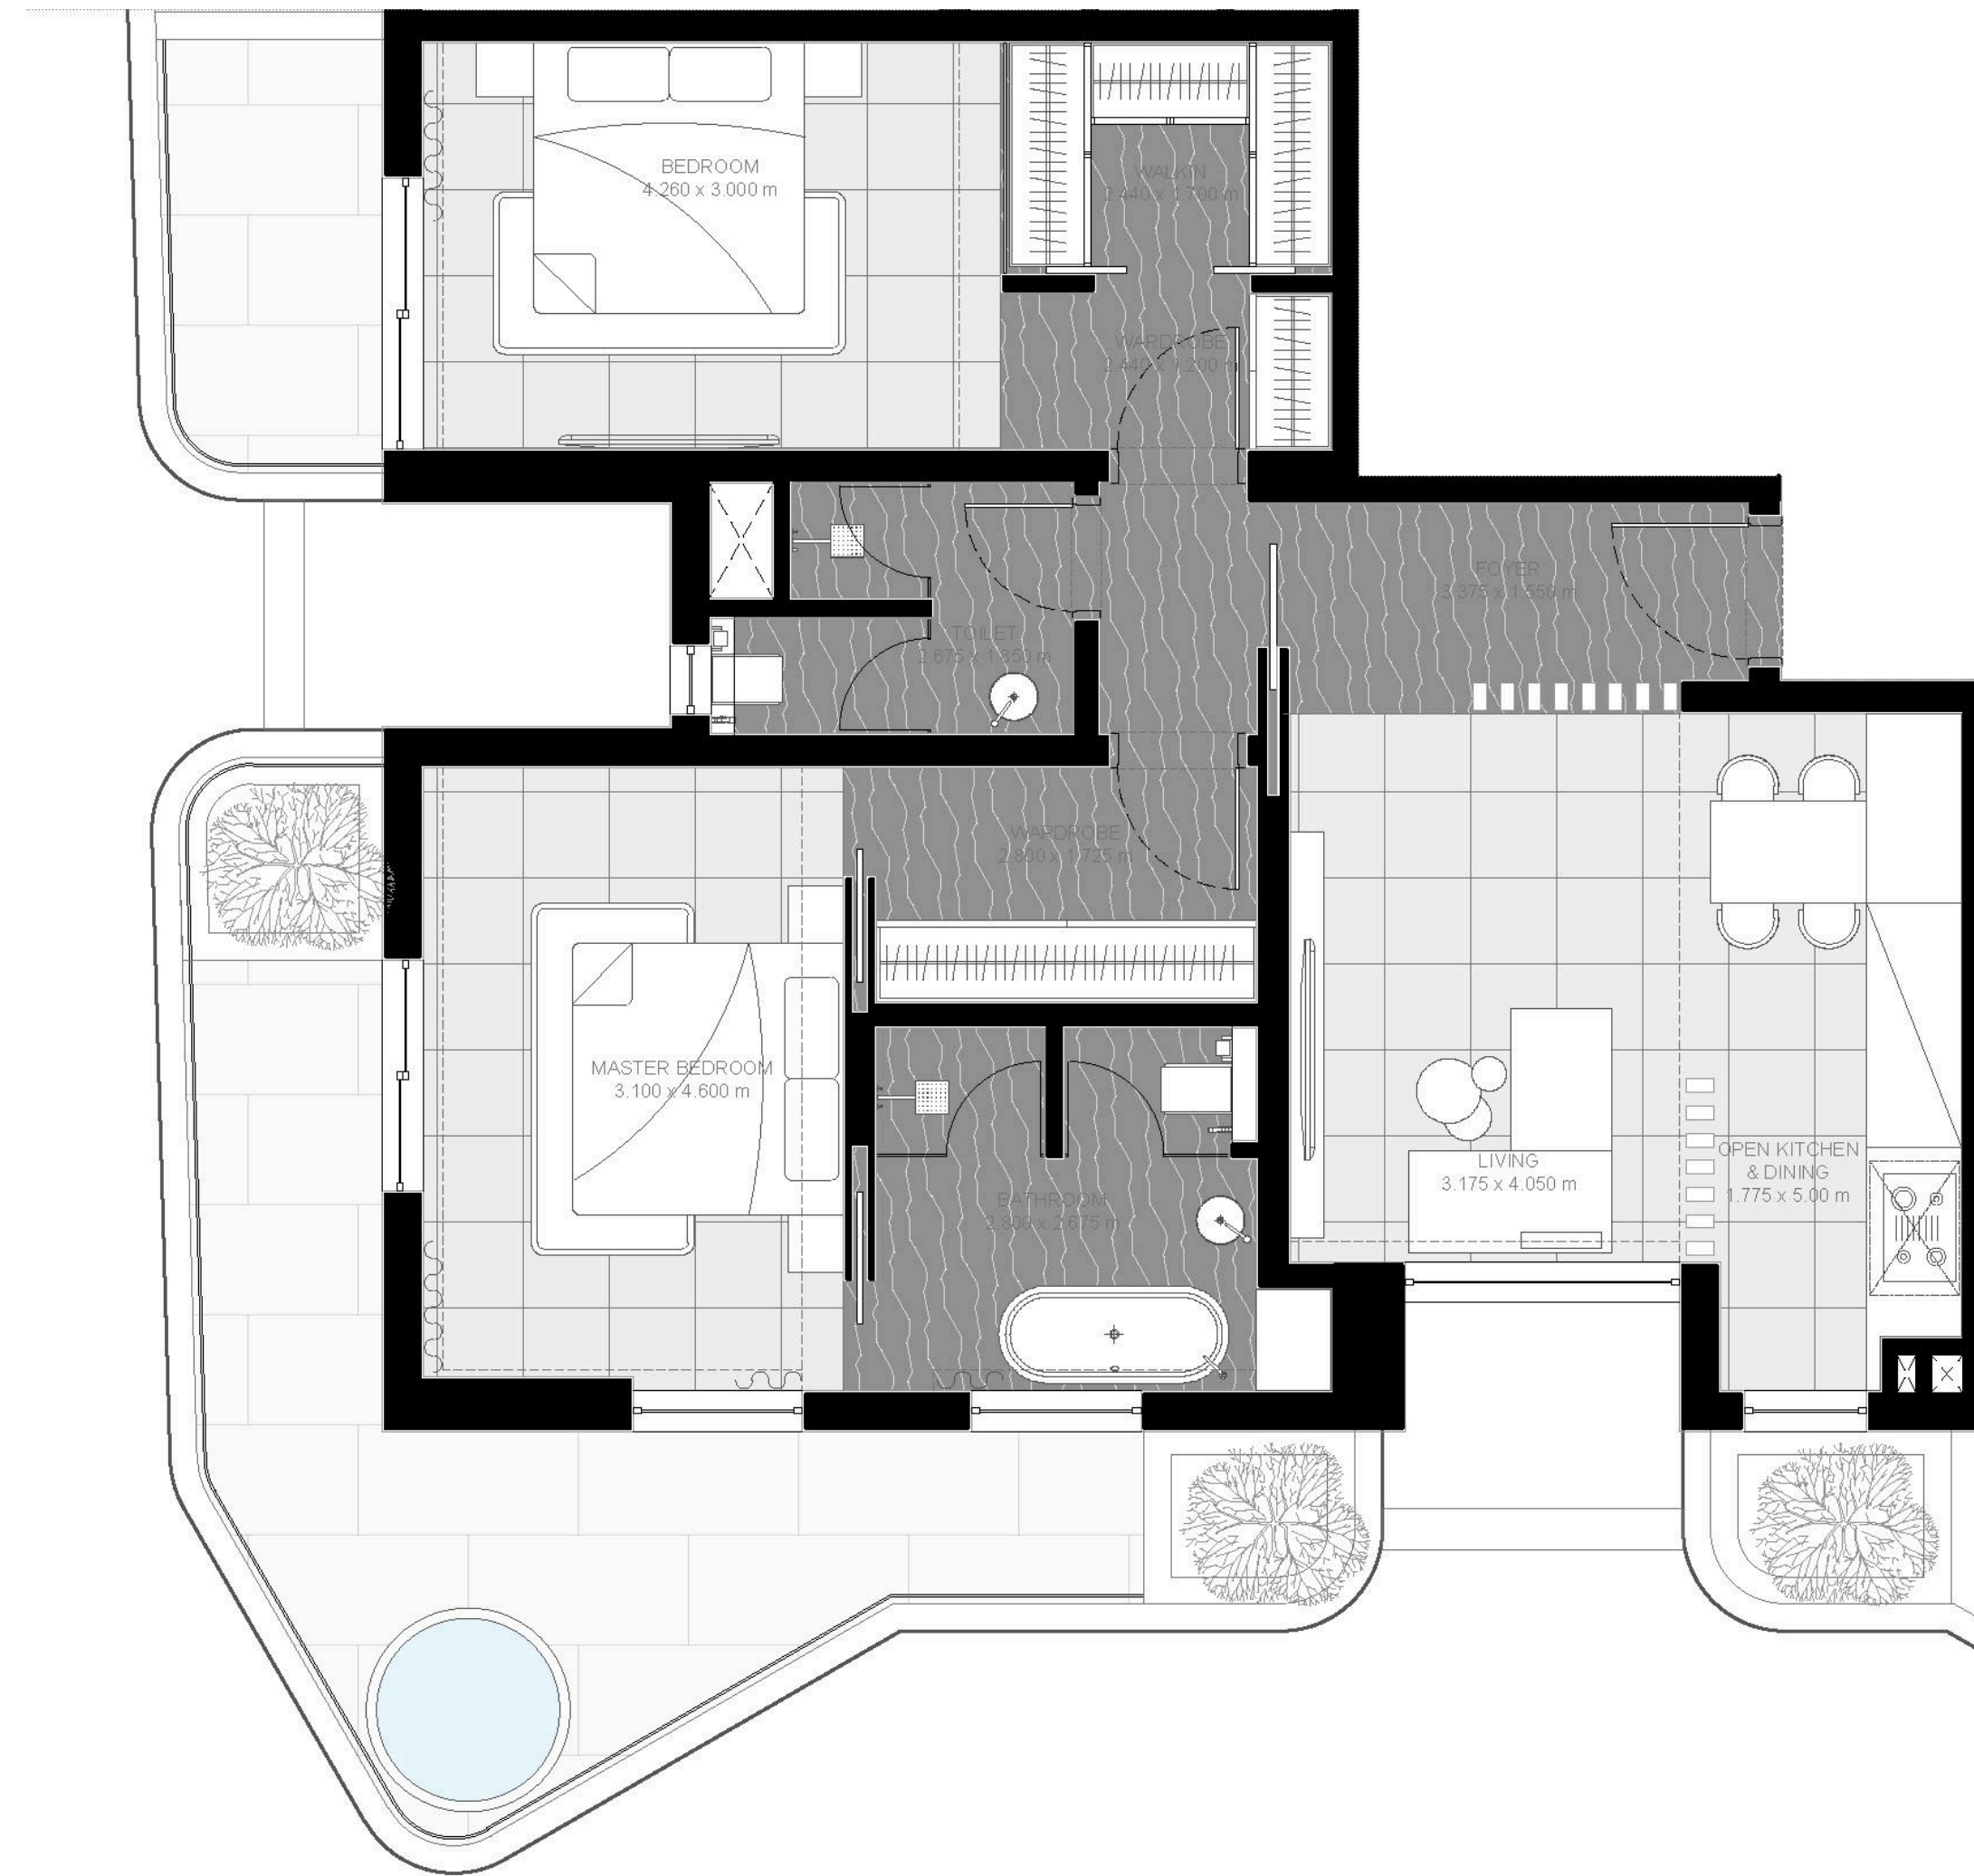 BEDROOM
4.260 x 3.000 m
WALKIN
2.440 x 1.700 m
WARDROBE
2.440 x 1.200 m
FOYER
3.375 x 1.550 m
TOILET
2.675 x 1.850 m
WARDROBE
2.800 x 1.725 m
MASTER BEDROOM
3.100 x 4.600 m
BATHROOM
2.800 x 2.675 m
LIVING
3.175 x 4.050 m
OPEN KITCHEN
& DINING
1.775 x 5.00 m